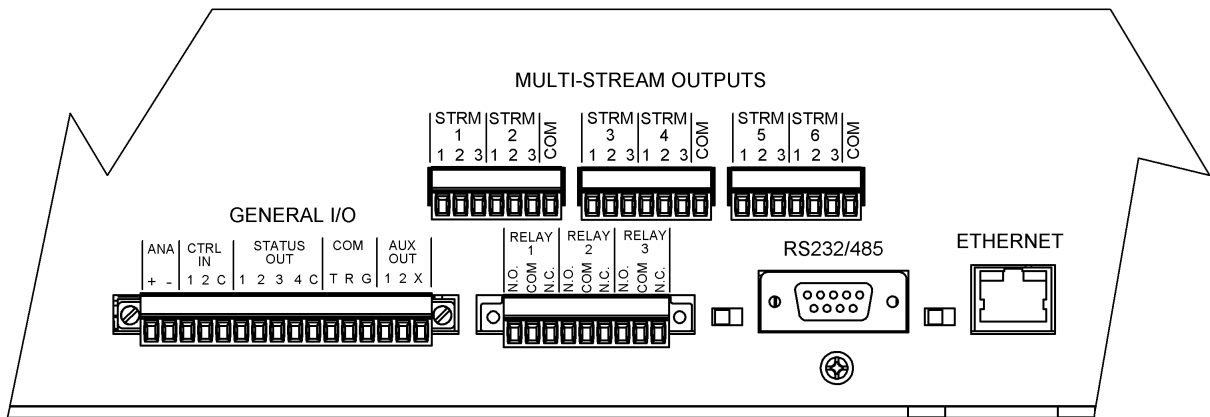 MULTI-STREAM OUTPUTS
STRM 1 STRM 2 COM
1 2 3 1 2 3
STRM 3 STRM 4 COM
1 2 3 1 2 3
STRM 5 STRM 6 COM
1 2 3 1 2 3
GENERAL I/O
ANA CTRL IN STATUS OUT COM AUX OUT
+ - 1 2 C 1 2 3 4 C T R G 1 2 X
RELAY 1 RELAY 2 RELAY 3
N.O. COM N.C. N.O. COM N.C. N.O. COM N.C.
RS232/485
ETHERNET